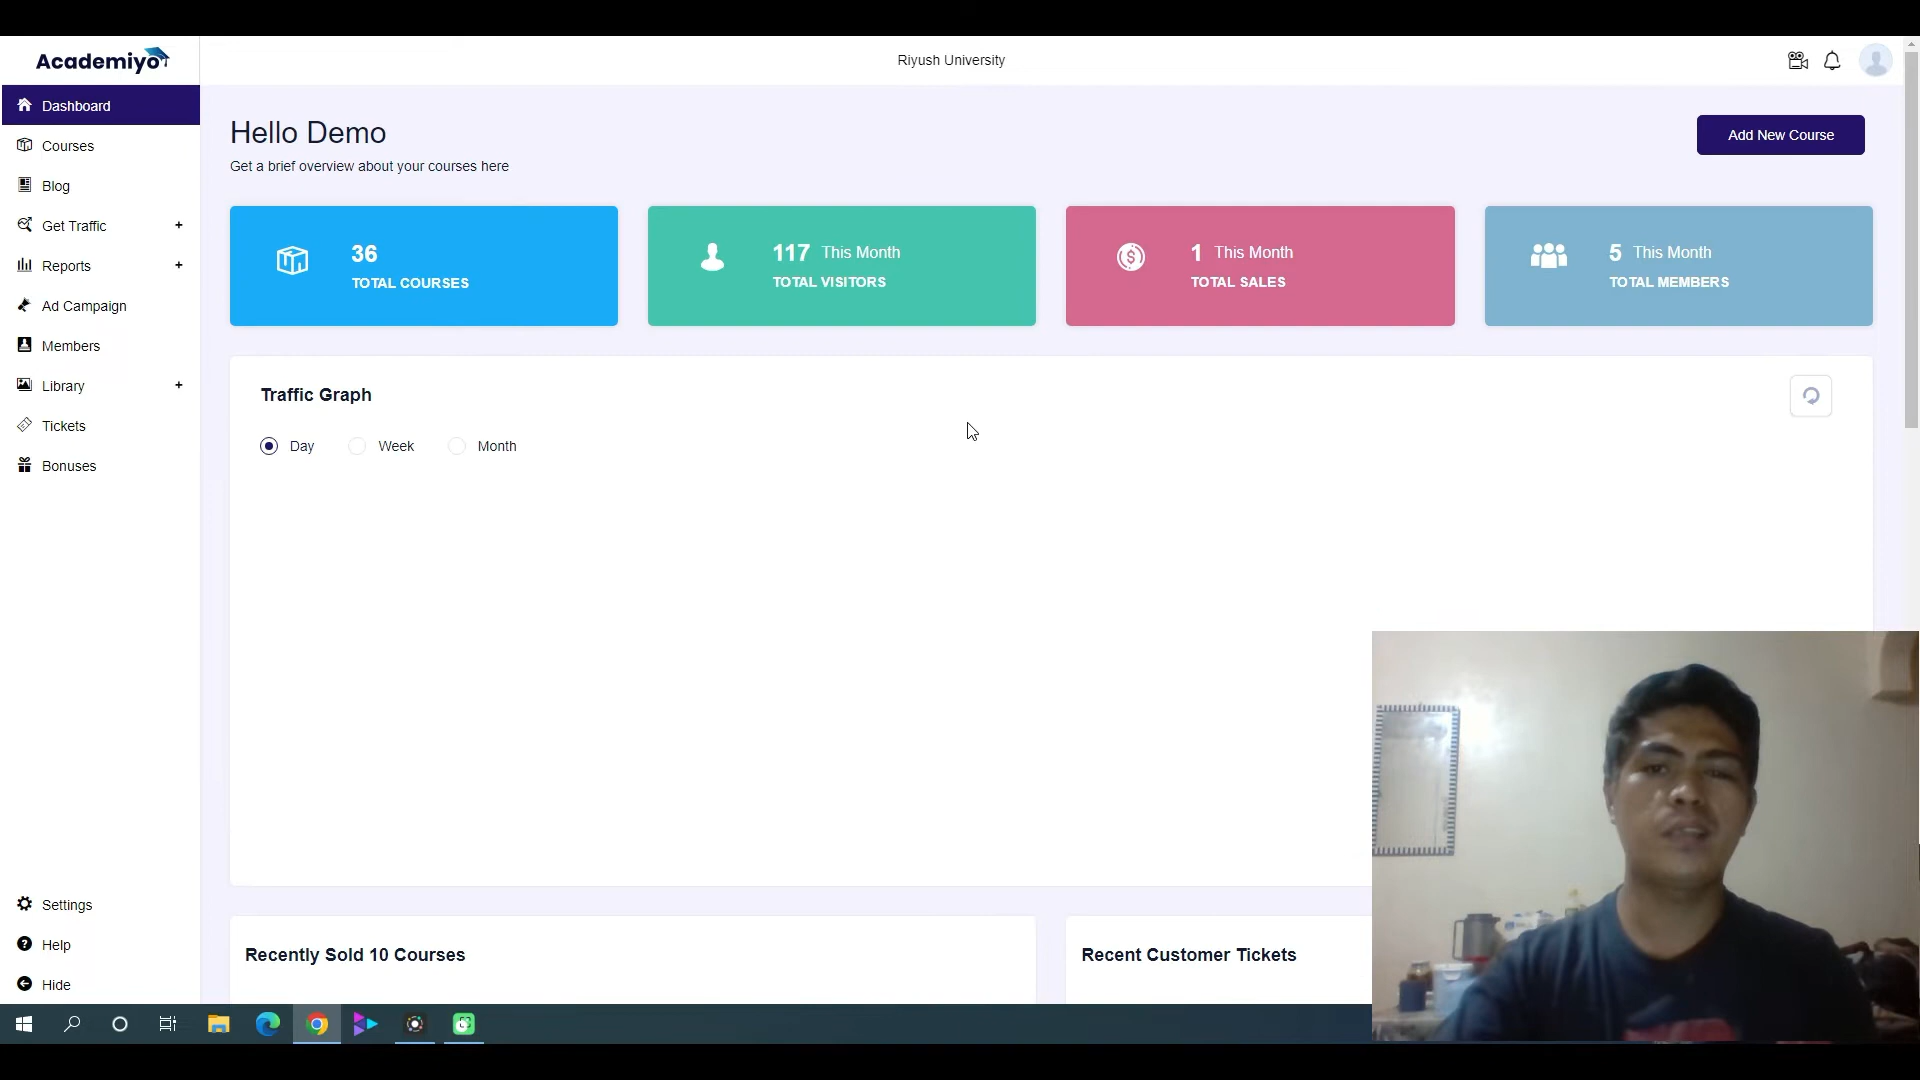 Academiyo
Riyush University
Dashboard
Courses
Blog
Get Traffic +
Reports +
Ad Campaign
Members
Library +
Tickets
Bonuses
Settings
Help
Hide
Hello Demo
Get a brief overview about your courses here
Add New Course
36
TOTAL COURSES
117 This Month
TOTAL VISITORS
1 This Month
TOTAL SALES
5 This Month
TOTAL MEMBERS
Traffic Graph
Day Week Month
Recently Sold 10 Courses
Recent Customer Tickets